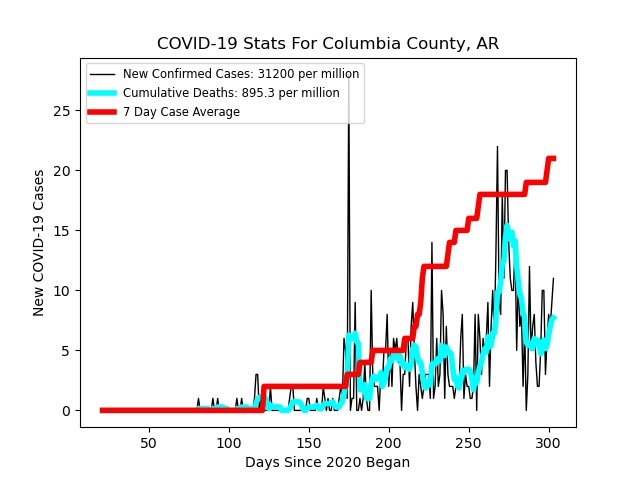 COVID-19 Stats For Columbia County, AR
New Confirmed Cases: 31200 per million
Cumulative Deaths: 895.3 per million
7 Day Case Average
25
20
15
10
5
0
New COVID-19 Cases
50 100 150 200 250 300
Days Since 2020 Began